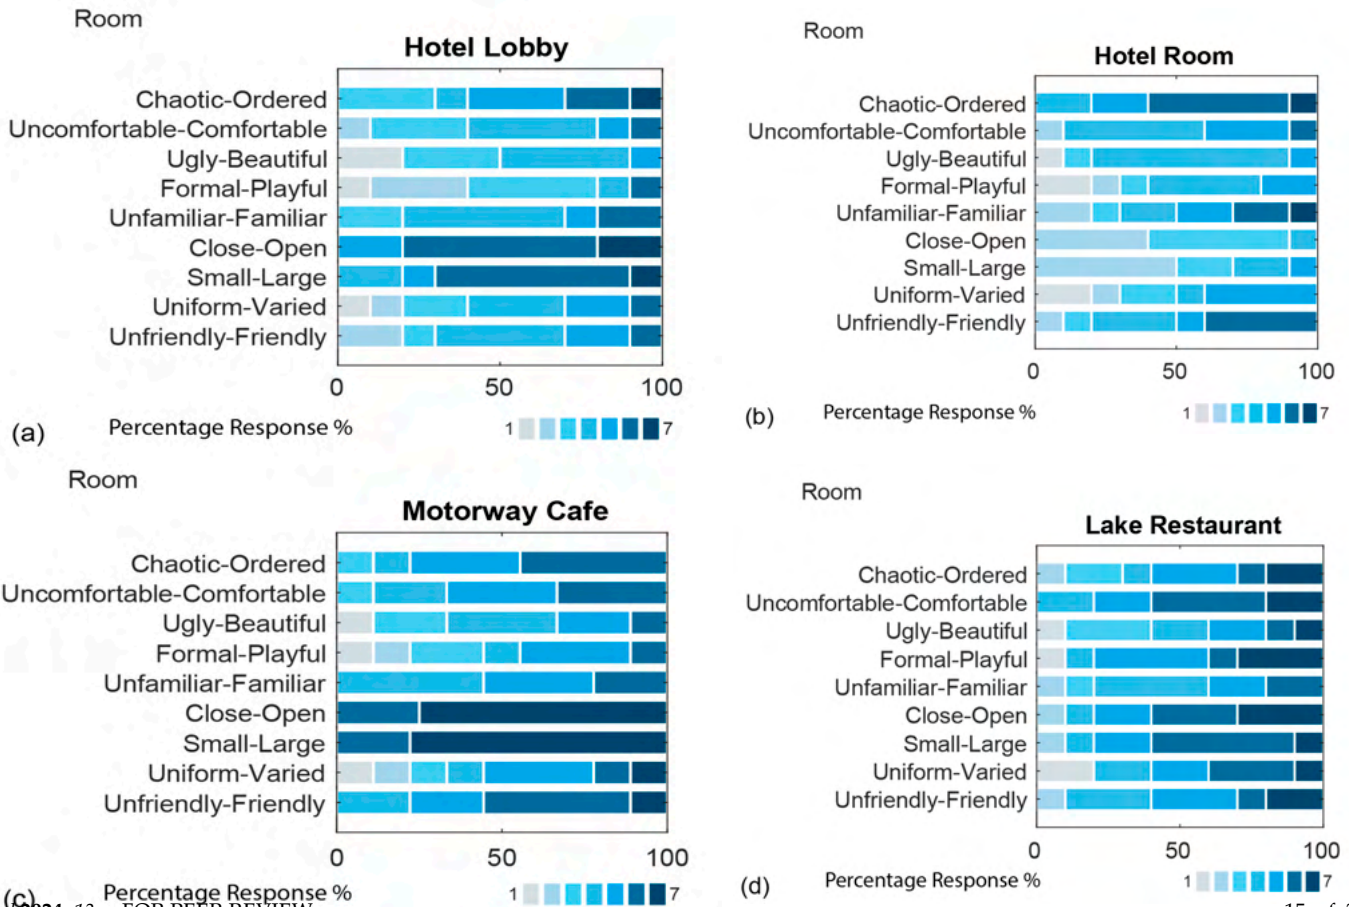 Room
Hotel Lobby
Chaotic-Ordered
Uncomfortable-Comfortable
Ugly-Beautiful
Formal-Playful
Unfamiliar-Familiar
Close-Open
Small-Large
Uniform-Varied
Unfriendly-Friendly
0 50 100
(a) Percentage Response % 1 7
Room
Hotel Room
Chaotic-Ordered
Uncomfortable-Comfortable
Ugly-Beautiful
Formal-Playful
Unfamiliar-Familiar
Close-Open
Small-Large
Uniform-Varied
Unfriendly-Friendly
0 50 100
(b) Percentage Response % 1 7
Room
Motorway Cafe
Chaotic-Ordered
Uncomfortable-Comfortable
Ugly-Beautiful
Formal-Playful
Unfamiliar-Familiar
Close-Open
Small-Large
Uniform-Varied
Unfriendly-Friendly
0 50 100
(c) Percentage Response % 1 7
Room
Lake Restaurant
Chaotic-Ordered
Uncomfortable-Comfortable
Ugly-Beautiful
Formal-Playful
Unfamiliar-Familiar
Close-Open
Small-Large
Uniform-Varied
Unfriendly-Friendly
0 50 100
(d) Percentage Response % 1 7